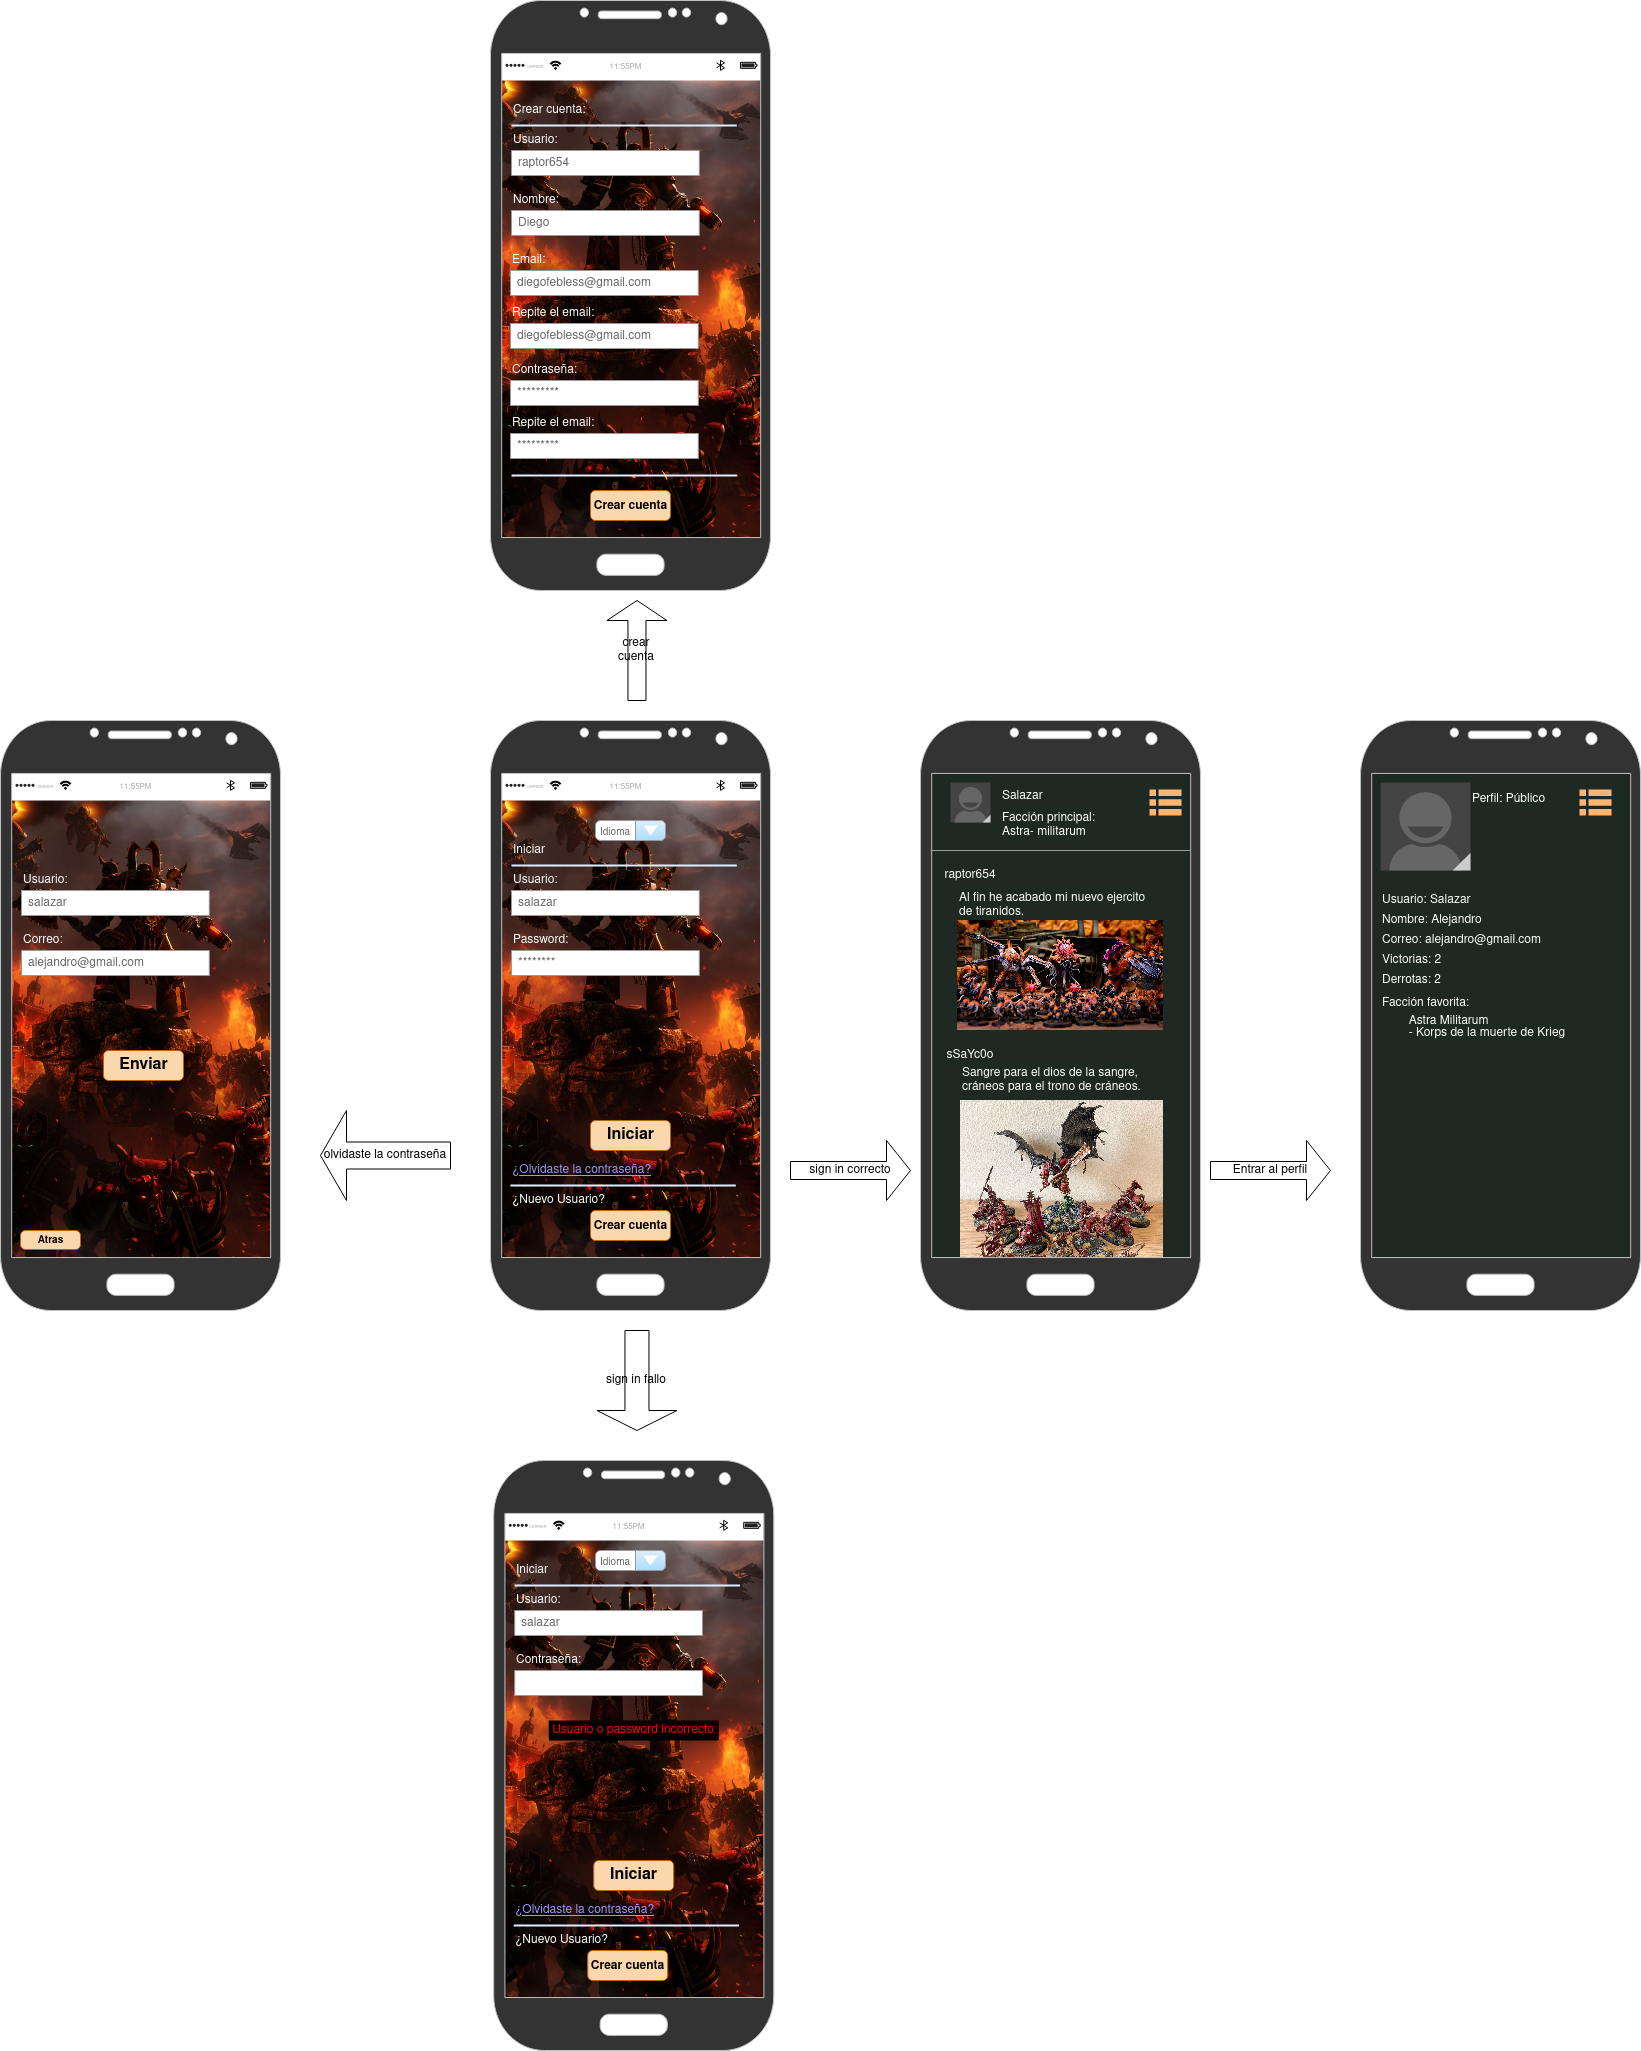 11:55PM
Crear cuenta:
Usuario:
raptor654
Nombre:
Diego
Email:
diegofebless@gmail.com
Repite el email:
diegofebless@gmail.com
Contraseña:
*********
Repite el email:
*********
Crear cuenta
crear
cuenta
11:55PM
Usuario:
salazar
Correo:
alejandro@gmail.com
Enviar
Atras
olvidaste la contraseña
11:55PM
Idioma
Iniciar
Usuario:
salazar
Password:
********
Iniciar
¿Olvidaste la contraseña?
¿Nuevo Usuario?
Crear cuenta
sign in correcto
Salazar
Facción principal:
Astra- militarum
raptor654
Al fin he acabado mi nuevo ejercito
de tiranidos.
sSaYc0o
Sangre para el dios de la sangre,
cráneos para el trono de cráneos.
Entrar al perfil
Perfil: Público
Usuario: Salazar
Nombre: Alejandro
Correo: alejandro@gmail.com
Victorias: 2
Derrotas: 2
Facción favorita:
Astra Militarum
- Korps de la muerte de Krieg
sign in fallo
11:55PM
Idioma
Iniciar
Usuario:
salazar
Contraseña:
Usuario o password incorrecto
Iniciar
¿Olvidaste la contraseña?
¿Nuevo Usuario?
Crear cuenta